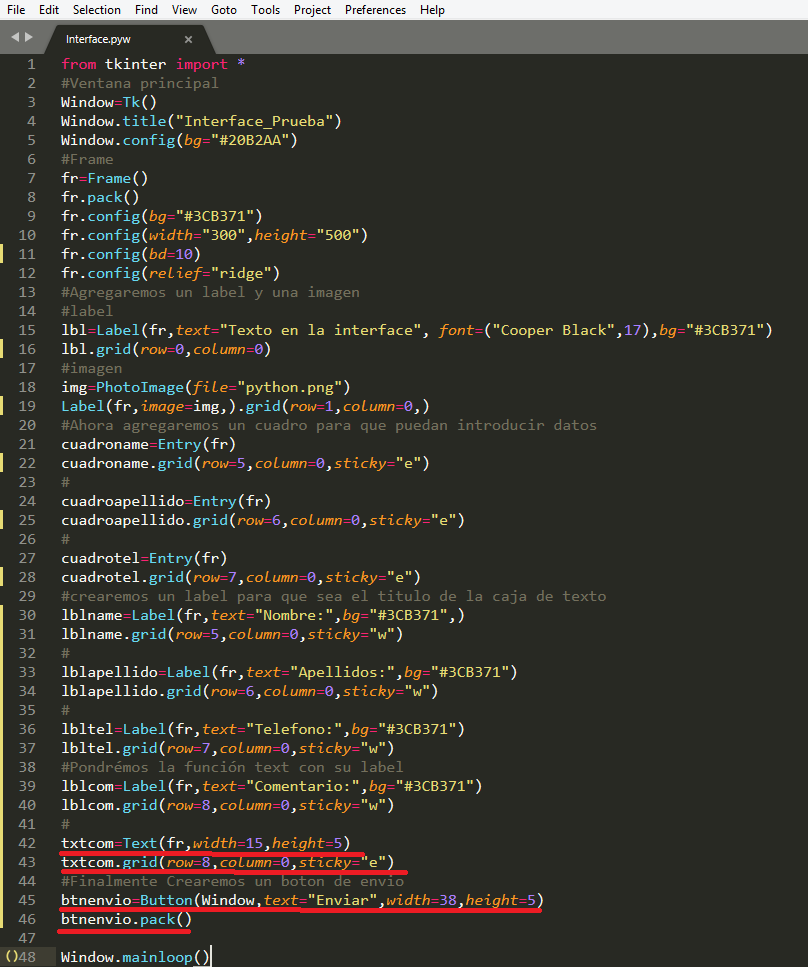 File Edit Selection Find View Goto Tools Project Preferences Help
Interface.pyw ×
1 from tkinter import *
2 #Ventana principal
3 Window=Tk()
4 Window.title("Interface_Prueba")
5 Window.config(bg="#20B2AA")
6 #Frame
7 fr=Frame()
8 fr.pack()
9 fr.config(bg="#3CB371")
10 fr.config(width="300",height="500")
11 fr.config(bd=10)
12 fr.config(relief="ridge")
13 #Agregaremos un label y una imagen
14 #label
15 lbl=Label(fr,text="Texto en la interface", font=("Cooper Black",17),bg="#3CB371")
16 lbl.grid(row=0,column=0)
17 #imagen
18 img=PhotoImage(file="python.png")
19 Label(fr,image=img,).grid(row=1,column=0,)
20 #Ahora agregaremos un cuadro para que puedan introducir datos
21 cuadroname=Entry(fr)
22 cuadroname.grid(row=5,column=0,sticky="e")
23 #
24 cuadroapellido=Entry(fr)
25 cuadroapellido.grid(row=6,column=0,sticky="e")
26 #
27 cuadrotel=Entry(fr)
28 cuadrotel.grid(row=7,column=0,sticky="e")
29 #crearemos un label para que sea el titulo de la caja de texto
30 lblname=Label(fr,text="Nombre:",bg="#3CB371",)
31 lblname.grid(row=5,column=0,sticky="w")
32 #
33 lblapellido=Label(fr,text="Apellidos:",bg="#3CB371")
34 lblapellido.grid(row=6,column=0,sticky="w")
35 #
36 lbltel=Label(fr,text="Telefono:",bg="#3CB371")
37 lbltel.grid(row=7,column=0,sticky="w")
38 #Pondrémos la función text con su label
39 lblcom=Label(fr,text="Comentario:",bg="#3CB371")
40 lblcom.grid(row=8,column=0,sticky="w")
41 #
42 txtcom=Text(fr,width=15,height=5)
43 txtcom.grid(row=8,column=0,sticky="e")
44 #Finalmente Crearemos un boton de envio
45 btnenvio=Button(Window,text="Enviar",width=38,height=5)
46 btnenvio.pack()
47
()48 Window.mainloop()